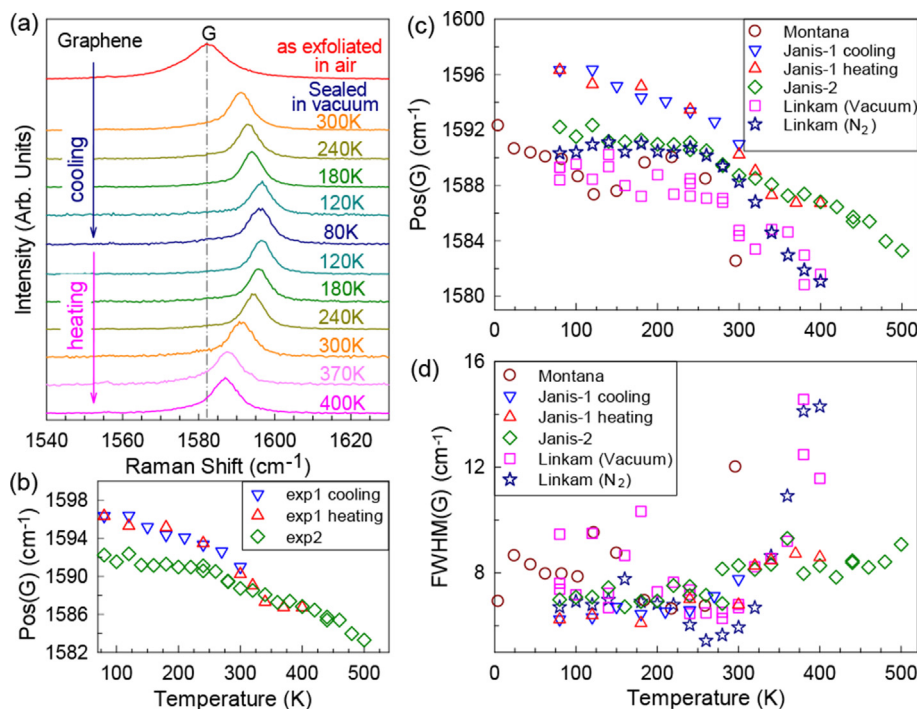 (a)
Graphene
G
as exfoliated
in air
Sealed
in vacuum
300K
240K
180K
120K
80K
120K
180K
240K
300K
370K
400K
cooling
heating
Intensity (Arb. Units)
1540 1560 1580 1600 1620
Raman Shift (cm⁻¹)
(b)
1598
1594
1590
1586
1582
Pos(G) (cm⁻¹)
exp1 cooling
exp1 heating
exp2
100 200 300 400 500
Temperature (K)
(c)
1600
1596
1592
1588
1584
1580
Pos(G) (cm⁻¹)
Montana
Janis-1 cooling
Janis-1 heating
Janis-2
Linkam (Vacuum)
Linkam (N₂)
0 100 200 300 400 500
(d)
16
12
8
FWHM(G) (cm⁻¹)
Montana
Janis-1 cooling
Janis-1 heating
Janis-2
Linkam (Vacuum)
Linkam (N₂)
0 100 200 300 400 500
Temperature (K)